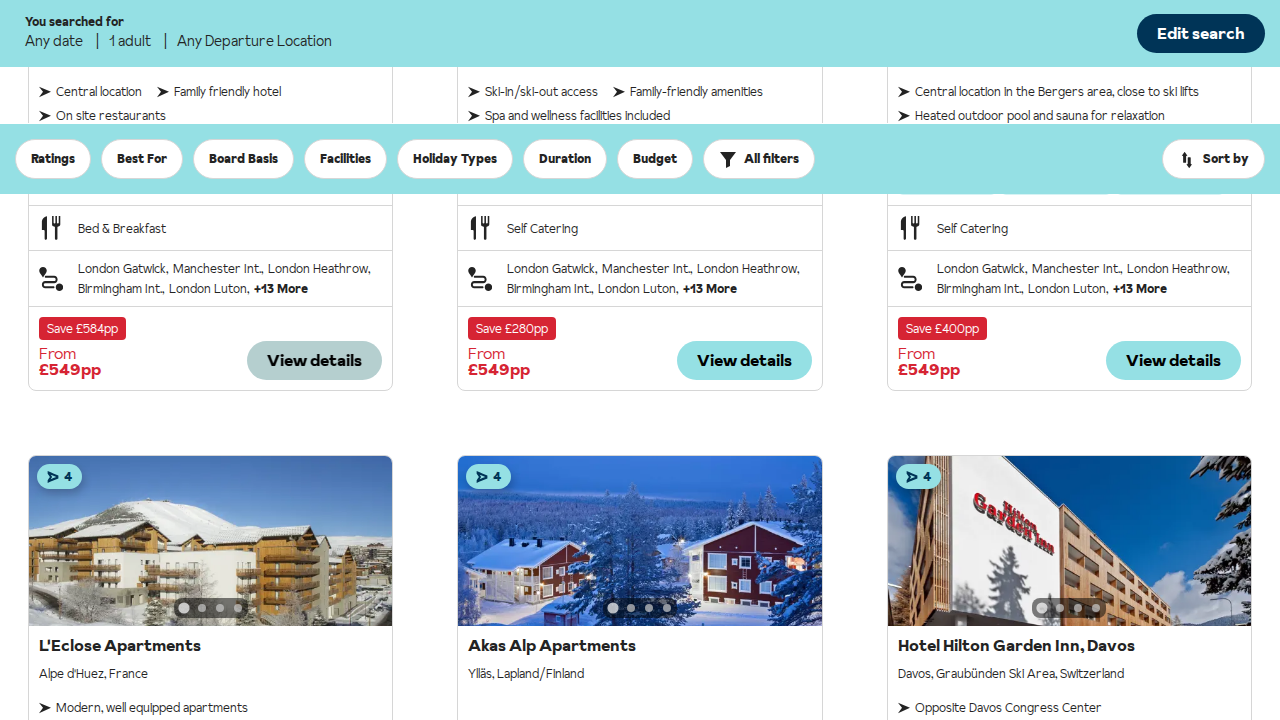 You searched for
Any date | 1 adult | Any Departure Location
Edit search
Central location Family friendly hotel
On site restaurants
Ski-in/ski-out access Family-friendly amenities
Spa and wellness facilities included
Central location in the Bergers area, close to ski lifts
Heated outdoor pool and sauna for relaxation
Ratings
Best For
Board Basis
Facilities
Holiday Types
Duration
Budget
All filters
Sort by
Bed & Breakfast
London Gatwick, Manchester Int., London Heathrow,
Birmingham Int., London Luton, +13 More
Save £584pp
From
£549pp
View details
Self Catering
London Gatwick, Manchester Int., London Heathrow,
Birmingham Int., London Luton, +13 More
Save £280pp
From
£549pp
View details
Self Catering
London Gatwick, Manchester Int., London Heathrow,
Birmingham Int., London Luton, +13 More
Save £400pp
From
£549pp
View details
4
L'Eclose Apartments
Alpe d'Huez, France
Modern, well equipped apartments
4
Akas Alp Apartments
Ylläs, Lapland/Finland
4
Hilton
Garden Inn
Hotel Hilton Garden Inn, Davos
Davos, Graubünden Ski Area, Switzerland
Opposite Davos Congress Center